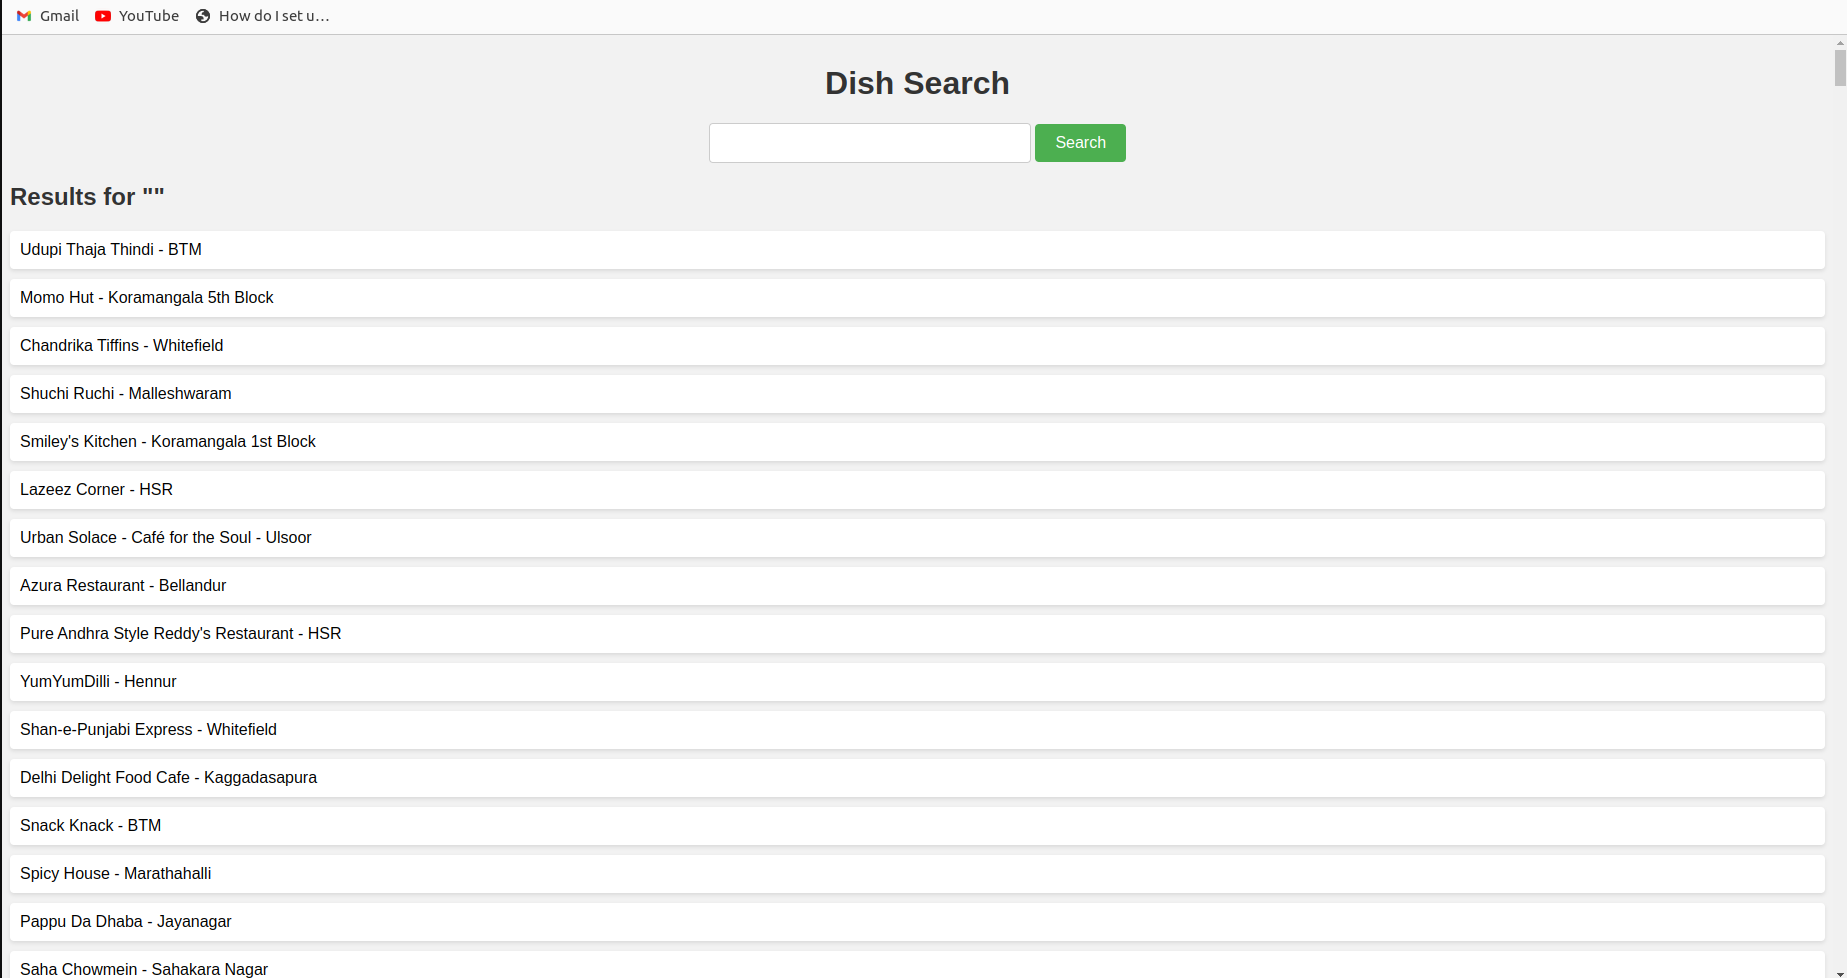 Gmail YouTube How do I set u…
Dish Search
Search
Results for ""
Udupi Thaja Thindi - BTM
Momo Hut - Koramangala 5th Block
Chandrika Tiffins - Whitefield
Shuchi Ruchi - Malleshwaram
Smiley's Kitchen - Koramangala 1st Block
Lazeez Corner - HSR
Urban Solace - Café for the Soul - Ulsoor
Azura Restaurant - Bellandur
Pure Andhra Style Reddy's Restaurant - HSR
YumYumDilli - Hennur
Shan-e-Punjabi Express - Whitefield
Delhi Delight Food Cafe - Kaggadasapura
Snack Knack - BTM
Spicy House - Marathahalli
Pappu Da Dhaba - Jayanagar
Saha Chowmein - Sahakara Nagar